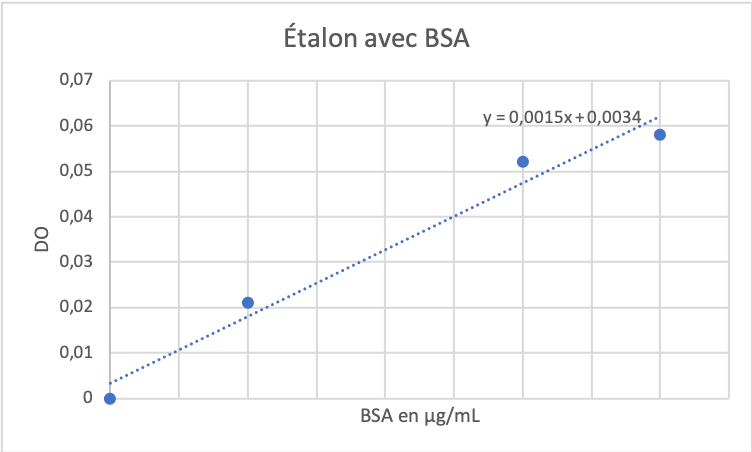 Étalon avec BSA
0,07
0,06
0,05
0,04
0,03
0,02
0,01
0
DO
y = 0,0015x + 0,0034
BSA en µg/mL